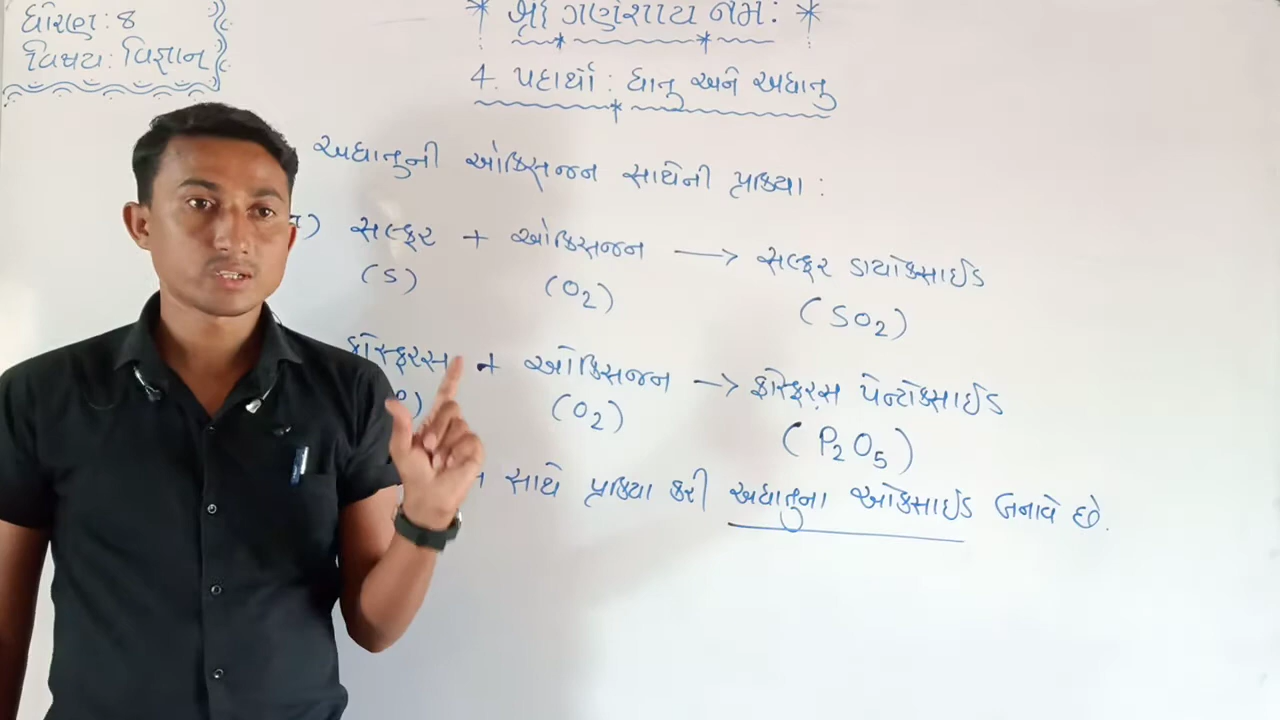 ધોરણ : ૪
વિષય : વિજ્ઞાન
* શ્રી ગણેશાય નમઃ *
4. પદાર્થો : ધાતુ અને અધાતુ
અધાતુની ઓક્સિજન સાથેની પ્રક્રિયા :
સલ્ફર + ઓક્સિજન ⟶ સલ્ફર ડાયોક્સાઈડ
(S) (O₂) (SO₂)
ફોસ્ફરસ + ઓક્સિજન → ફોસ્ફરસ પેન્ટોક્સાઈડ
(O₂) (P₂O₅)
સાથે પ્રક્રિયા કરી અધાતુના ઓક્સાઈડ બનાવે છે.